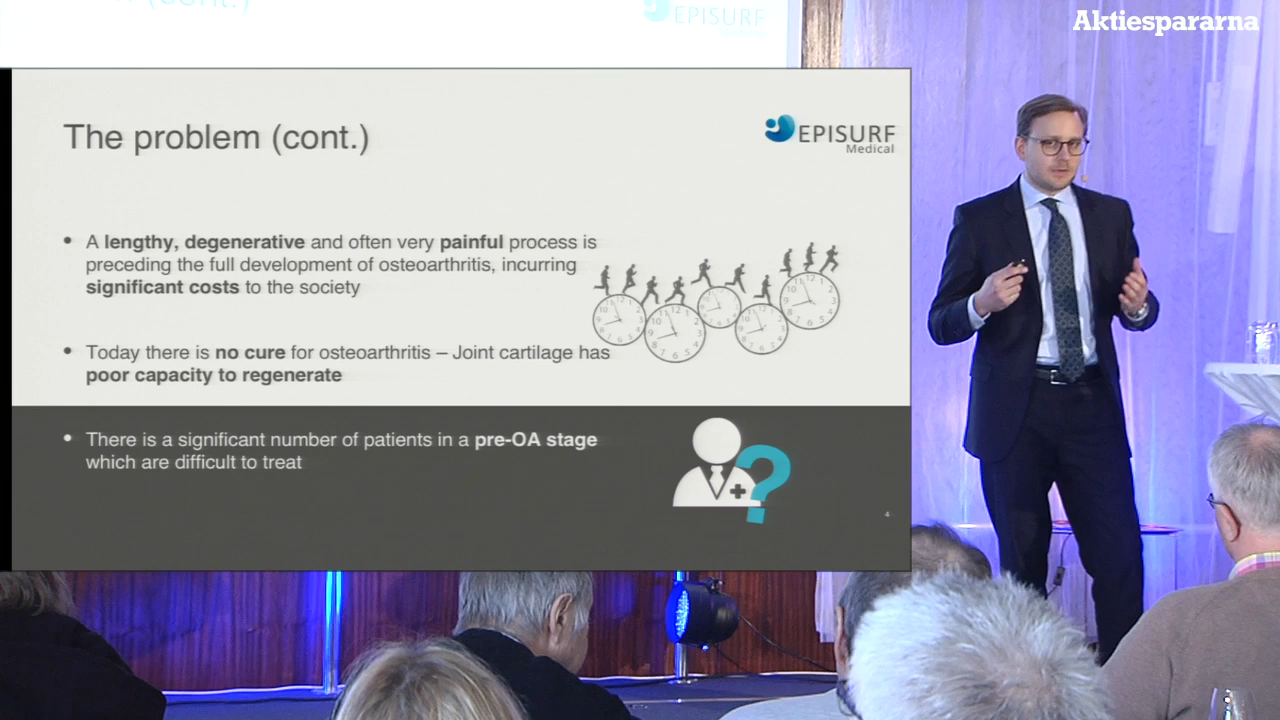 (cont.)
EPISURF
Aktiespararna
The problem (cont.)
EPISURF
Medical
• A lengthy, degenerative and often very painful process is
preceding the full development of osteoarthritis, incurring
significant costs to the society
• Today there is no cure for osteoarthritis – Joint cartilage has
poor capacity to regenerate
• There is a significant number of patients in a pre-OA stage
which are difficult to treat
4